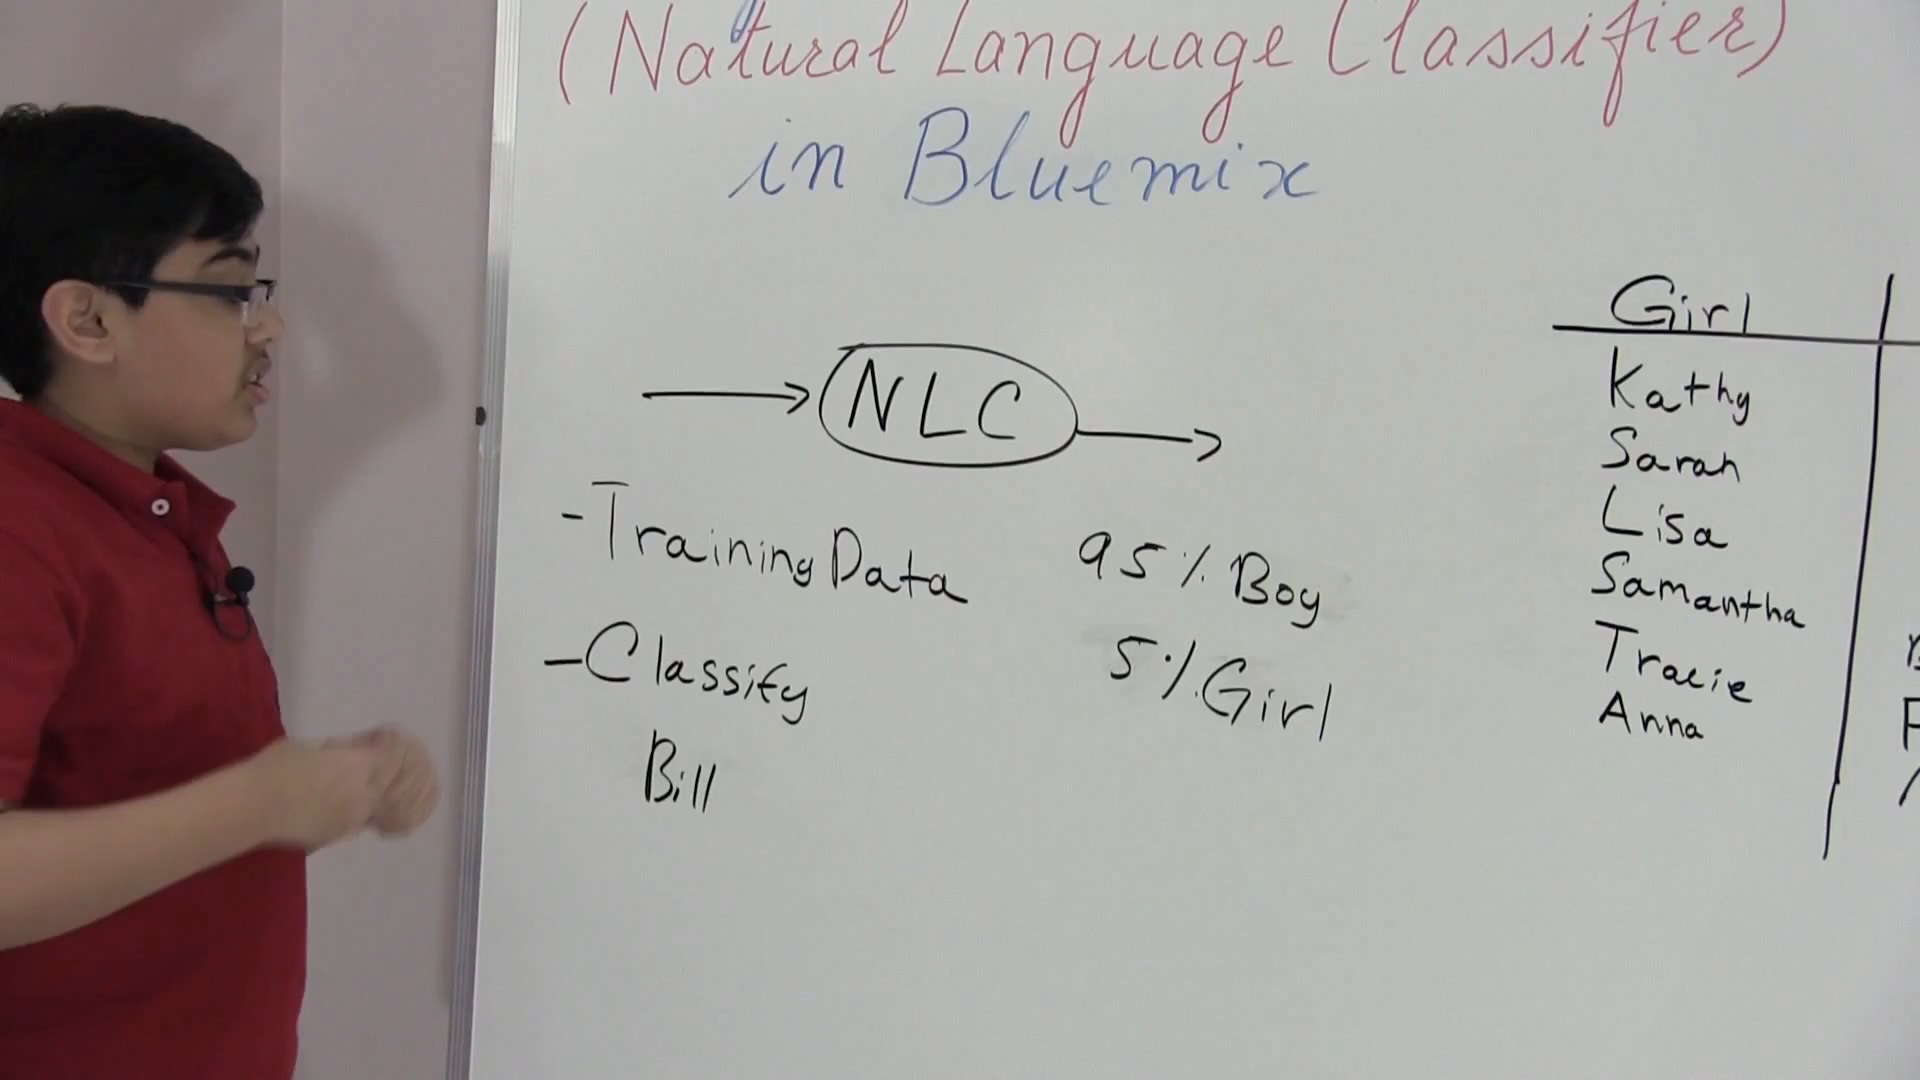 (Natural Language Classifier)
in Bluemix
NLC
- Training Data
- Classify
Bill
95% Boy
5% Girl
Girl
Kathy
Sarah
Lisa
Samantha
Tracie
Anna